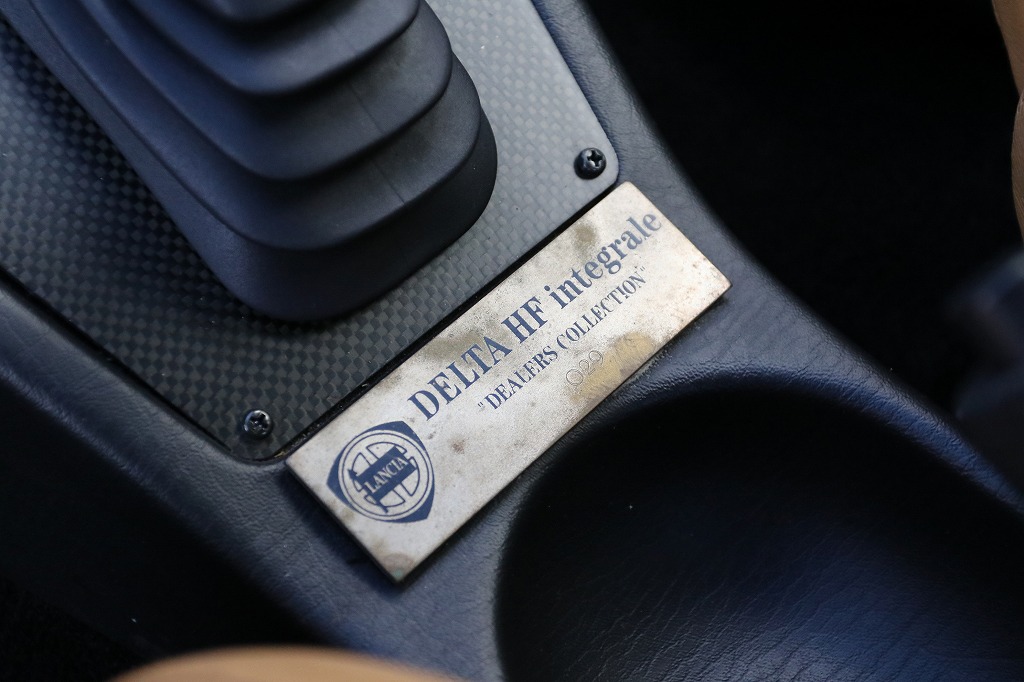 DELTA HF integrale
"DEALERS COLLECTION"
029
LANCIA